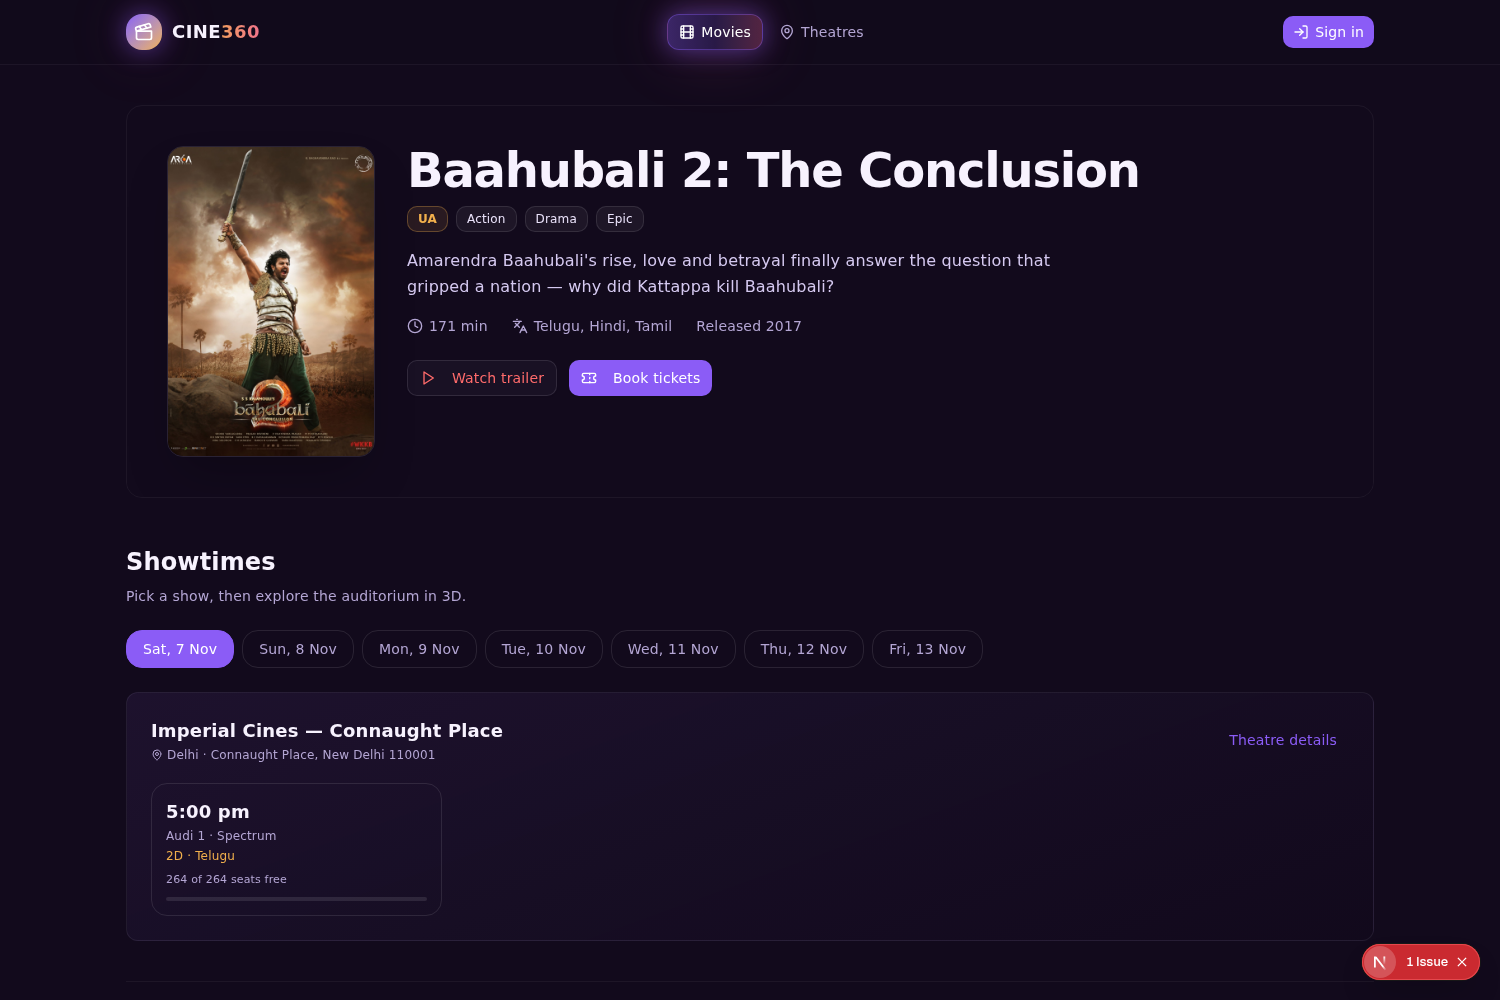 CINE360
Movies
Theatres
Sign in
ARKA
Baahubali 2: The Conclusion
UA
Action
Drama
Epic
Amarendra Baahubali's rise, love and betrayal finally answer the question that
gripped a nation — why did Kattappa kill Baahubali?
171 min
Telugu, Hindi, Tamil
Released 2017
Watch trailer
Book tickets
bāhubali
2
THE CONCLUSION
Showtimes
Pick a show, then explore the auditorium in 3D.
Sat, 7 Nov
Sun, 8 Nov
Mon, 9 Nov
Tue, 10 Nov
Wed, 11 Nov
Thu, 12 Nov
Fri, 13 Nov
Imperial Cines — Connaught Place
Delhi · Connaught Place, New Delhi 110001
Theatre details
5:00 pm
Audi 1 · Spectrum
2D · Telugu
264 of 264 seats free
N
1 Issue